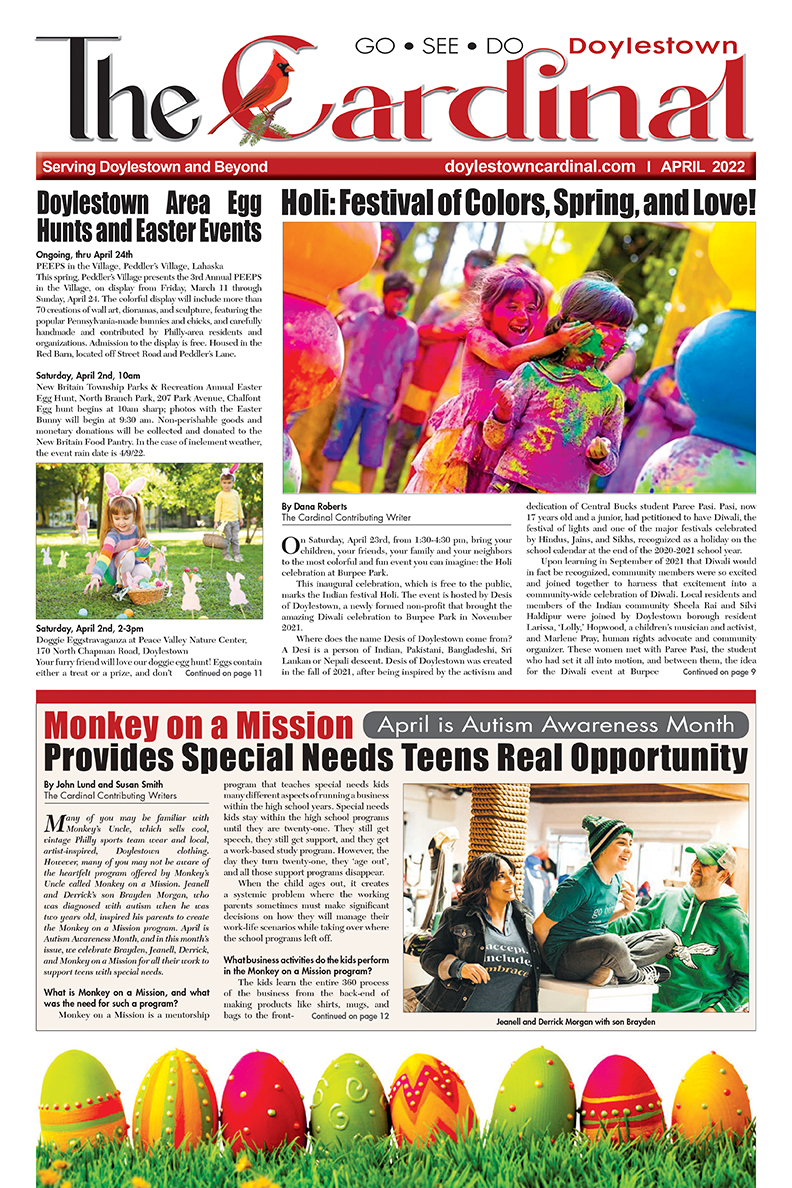 GO • SEE • DO Doylestown
The Cardinal
Serving Doylestown and Beyond doylestowncardinal.com | APRIL 2022
Doylestown Area Egg
Hunts and Easter Events
Ongoing, thru April 24th
PEEPS in the Village, Peddler's Village, Lahaska
This spring, Peddler's Village presents the 3rd Annual PEEPS
in the Village, on display from Friday, March 11 through
Sunday, April 24. The colorful display will include more than
70 creations of wall art, dioramas, and sculpture, featuring the
popular Pennsylvania-made bunnies and chicks, and carefully
handmade and contributed by Philly-area residents and
organizations. Admission to the display is free. Housed in the
Red Barn, located off Street Road and Peddler's Lane.
Saturday, April 2nd, 10am
New Britain Township Parks & Recreation Annual Easter
Egg Hunt, North Branch Park, 207 Park Avenue, Chalfont
Egg hunt begins at 10am sharp; photos with the Easter
Bunny will begin at 9:30 am. Non-perishable goods and
monetary donations will be collected and donated to the
New Britain Food Pantry. In the case of inclement weather,
the event rain date is 4/9/22.
Saturday, April 2nd, 2-3pm
Doggie Eggstravaganza at Peace Valley Nature Center,
170 North Chapman Road, Doylestown
Your furry friend will love our doggie egg hunt! Eggs contain
either a treat or a prize, and don't Continued on page 11
Holi: Festival of Colors, Spring, and Love!
By Dana Roberts
The Cardinal Contributing Writer
On Saturday, April 23rd, from 1:30-4:30 pm, bring your
children, your friends, your family and your neighbors
to the most colorful and fun event you can imagine: the Holi
celebration at Burpee Park.
This inaugural celebration, which is free to the public,
marks the Indian festival Holi. The event is hosted by Desis
of Doylestown, a newly formed non-profit that brought the
amazing Diwali celebration to Burpee Park in November
2021.
Where does the name Desis of Doylestown come from?
A Desi is a person of Indian, Pakistani, Bangladeshi, Sri
Lankan or Nepali descent. Desis of Doylestown was created
in the fall of 2021, after being inspired by the activism and
dedication of Central Bucks student Paree Pasi. Pasi, now
17 years old and a junior, had petitioned to have Diwali, the
festival of lights and one of the major festivals celebrated
by Hindus, Jains, and Sikhs, recognized as a holiday on the
school calendar at the end of the 2020-2021 school year.
Upon learning in September of 2021 that Diwali would
in fact be recognized, community members were so excited
and joined together to harness that excitement into a
community-wide celebration of Diwali. Local residents and
members of the Indian community Sheela Rai and Silvi
Haldipur were joined by Doylestown borough resident
Larissa, 'Lolly,' Hopwood, a children's musician and activist,
and Marlene Pray, human rights advocate and community
organizer. These women met with Paree Pasi, the student
who had set it all into motion, and between them, the idea
for the Diwali event at Burpee Continued on page 9
Monkey on a Mission April is Autism Awareness Month
Provides Special Needs Teens Real Opportunity
By John Lund and Susan Smith
The Cardinal Contributing Writers
Many of you may be familiar with
Monkey's Uncle, which sells cool,
vintage Philly sports team wear and local,
artist-inspired, Doylestown clothing.
However, many of you may not be aware of
the heartfelt program offered by Monkey's
Uncle called Monkey on a Mission. Jeanell
and Derrick's son Brayden Morgan, who
was diagnosed with autism when he was
two years old, inspired his parents to create
the Monkey on a Mission program. April is
Autism Awareness Month, and in this month's
issue, we celebrate Brayden, Jeanell, Derrick,
and Monkey on a Mission for all their work to
support teens with special needs.
What is Monkey on a Mission, and what
was the need for such a program?
Monkey on a Mission is a mentorship
program that teaches special needs kids
many different aspects of running a business
within the high school years. Special needs
kids stay within the high school programs
until they are twenty-one. They still get
speech, they still get support, and they get
a work-based study program. However, the
day they turn twenty-one, they 'age out',
and all those support programs disappear.
When the child ages out, it creates
a systemic problem where the working
parents sometimes must make significant
decisions on how they will manage their
work-life scenarios while taking over where
the school programs left off.
What business activities do the kids perform
in the Monkey on a Mission program?
The kids learn the entire 360 process
of the business from the back-end of
making products like shirts, mugs, and
bags to the front- Continued on page 12
accept
include
embrace
Jeanell and Derrick Morgan with son Brayden